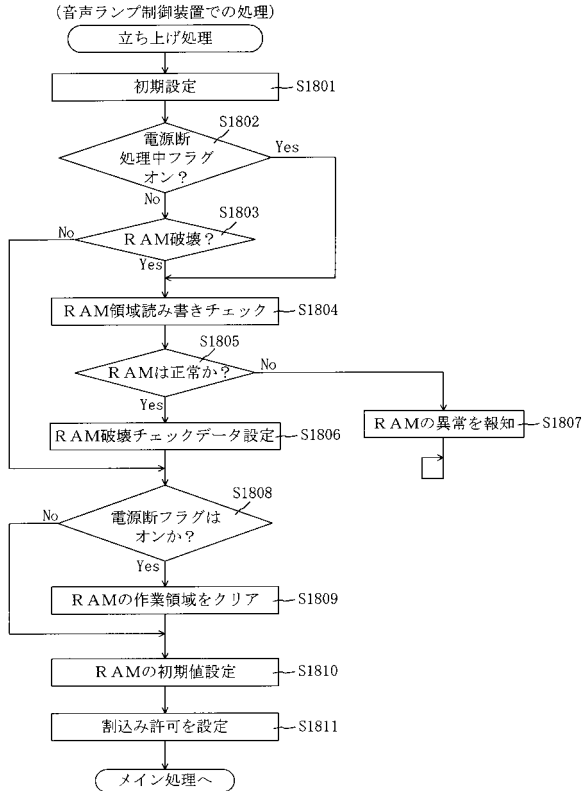 (音声ランプ制御装置での処理)
立ち上げ処理
初期設定
S1801
S1802
電源断
処理中フラグ
オン？
Yes
No
S1803
RAM破壊？
No
Yes
RAM領域読み書きチェック
S1804
S1805
RAMは正常か？
No
Yes
RAM破壊チェックデータ設定
S1806
RAMの異常を報知
S1807
S1808
電源断フラグは
オンか？
No
Yes
RAMの作業領域をクリア
S1809
RAMの初期値設定
S1810
割込み許可を設定
S1811
メイン処理へ